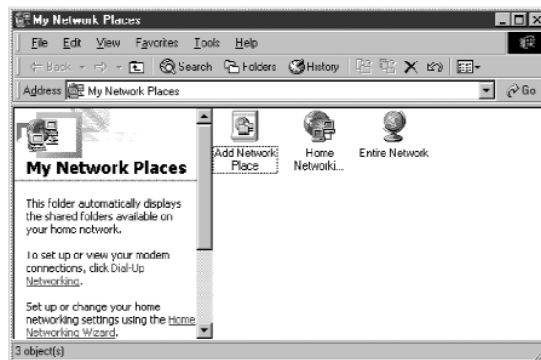 My Network Places
File Edit View Favorites Tools Help
Back Search Folders History
Address My Network Places Go
My Network Places
This folder automatically displays
the shared folders available on
your home network.
To set up or view your modem
connections, click Dial-Up
Networking.
Set up or change your home
networking settings using the Home
Networking Wizard.
Add Network
Place
Home
Networki...
Entire Network
3 object(s)